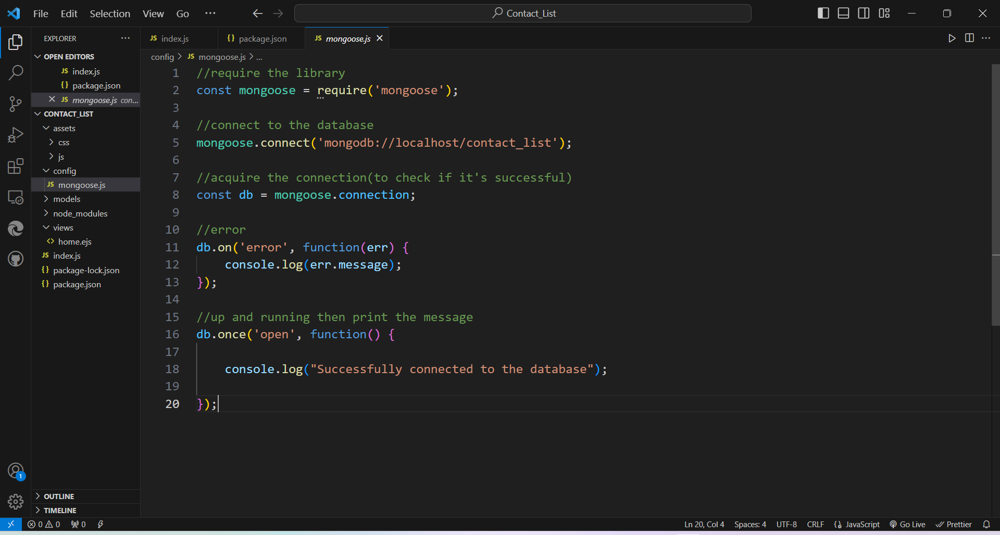 File Edit Selection View Go ··· Contact_List
EXPLORER ···
OPEN EDITORS
JS index.js
{} package.json
JS mongoose.js con...
CONTACT_LIST
assets
css
js
config
JS mongoose.js
models
node_modules
views
<> home.ejs
JS index.js
{} package-lock.json
{} package.json
OUTLINE
TIMELINE
JS index.js {} package.json JS mongoose.js
config > JS mongoose.js > ...
1 //require the library
2 const mongoose = require('mongoose');
3
4 //connect to the database
5 mongoose.connect('mongodb://localhost/contact_list');
6
7 //acquire the connection(to check if it's successful)
8 const db = mongoose.connection;
9
10 //error
11 db.on('error', function(err) {
12 console.log(err.message);
13 });
14
15 //up and running then print the message
16 db.once('open', function() {
17
18 console.log("Successfully connected to the database");
19
20 });
1
0 0 0 Ln 20, Col 4 Spaces: 4 UTF-8 CRLF {} JavaScript Go Live Prettier